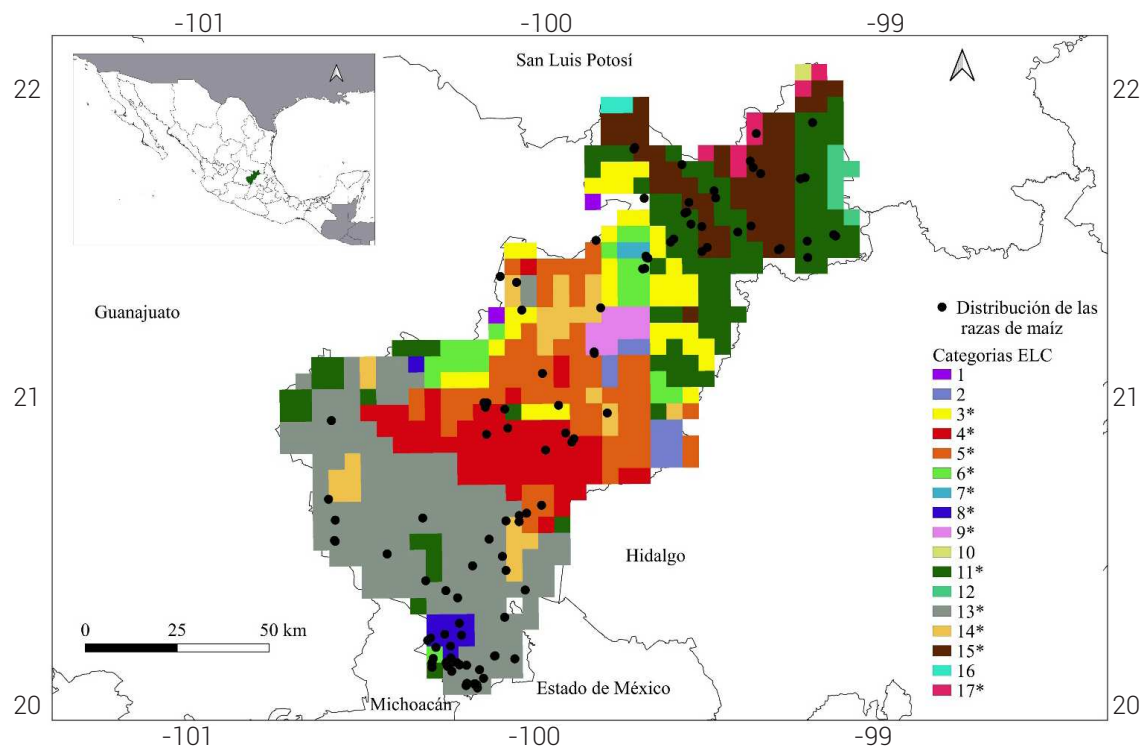 -101 -100 -99
San Luis Potosí
22 22
Guanajuato
Distribución de las
razas de maíz
Categorias ELC
1
2
3*
21 21
4*
5*
6*
7*
8*
9*
10
Hidalgo
11*
12
13*
14*
0 25 50 km
15*
16
Estado de México
17*
Michoacán
20 20
-101 -100 -99